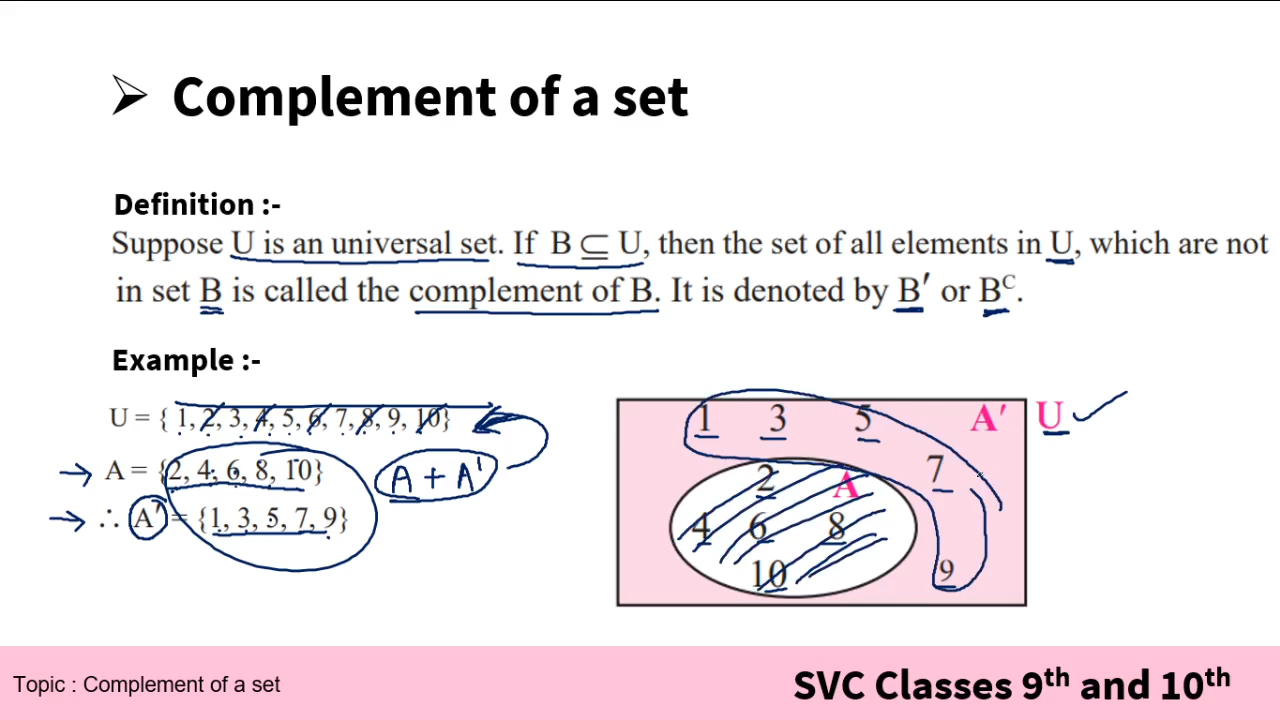 ➢ Complement of a set
Definition :-
Suppose U is an universal set. If B ⊆ U, then the set of all elements in U, which are not
in set B is called the complement of B. It is denoted by B′ or Bᶜ.
Example :-
U = { 1, 2, 3, 4, 5, 6, 7, 8, 9, 10}
A = {2, 4, 6, 8, 10}
∴ A′ = {1, 3, 5, 7, 9}
A + A'
1 3 5 A′ U
7
2 A
4 6 8
10 9
Topic : Complement of a set
SVC Classes 9th and 10th